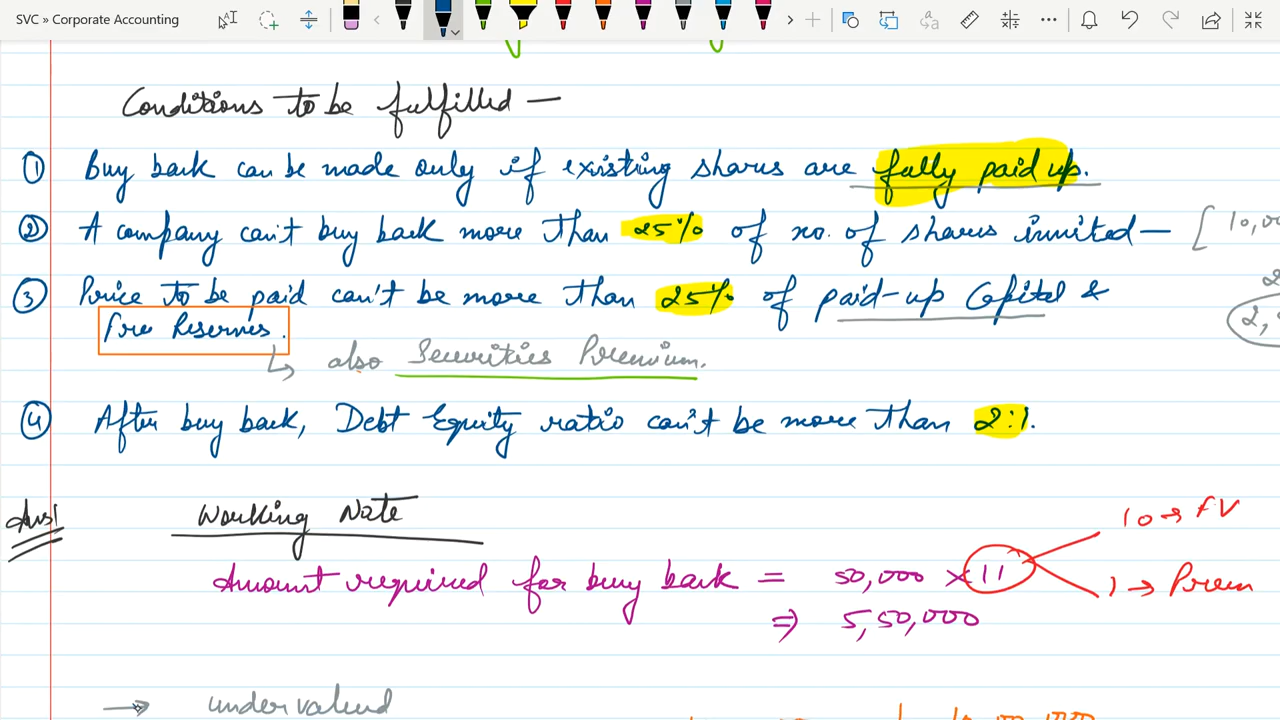 SVC » Corporate Accounting
Conditions to be fulfilled —
① Buy back can be made only if existing shares are fully paid up.
② A company can't buy back more than 25% of no. of shares invited — [ 10,00
③ Price to be paid can't be more than 25% of paid-up Capital &
Free Reserves.
↳ also Securities Premium.
④ After buy back, Debt Equity ratio can't be more than 2:1.
Ans! Working Note
10 → FV
Amount required for buy back = 50,000 × 11
1 → Prem
⇒ 5,50,000
→ undervalued